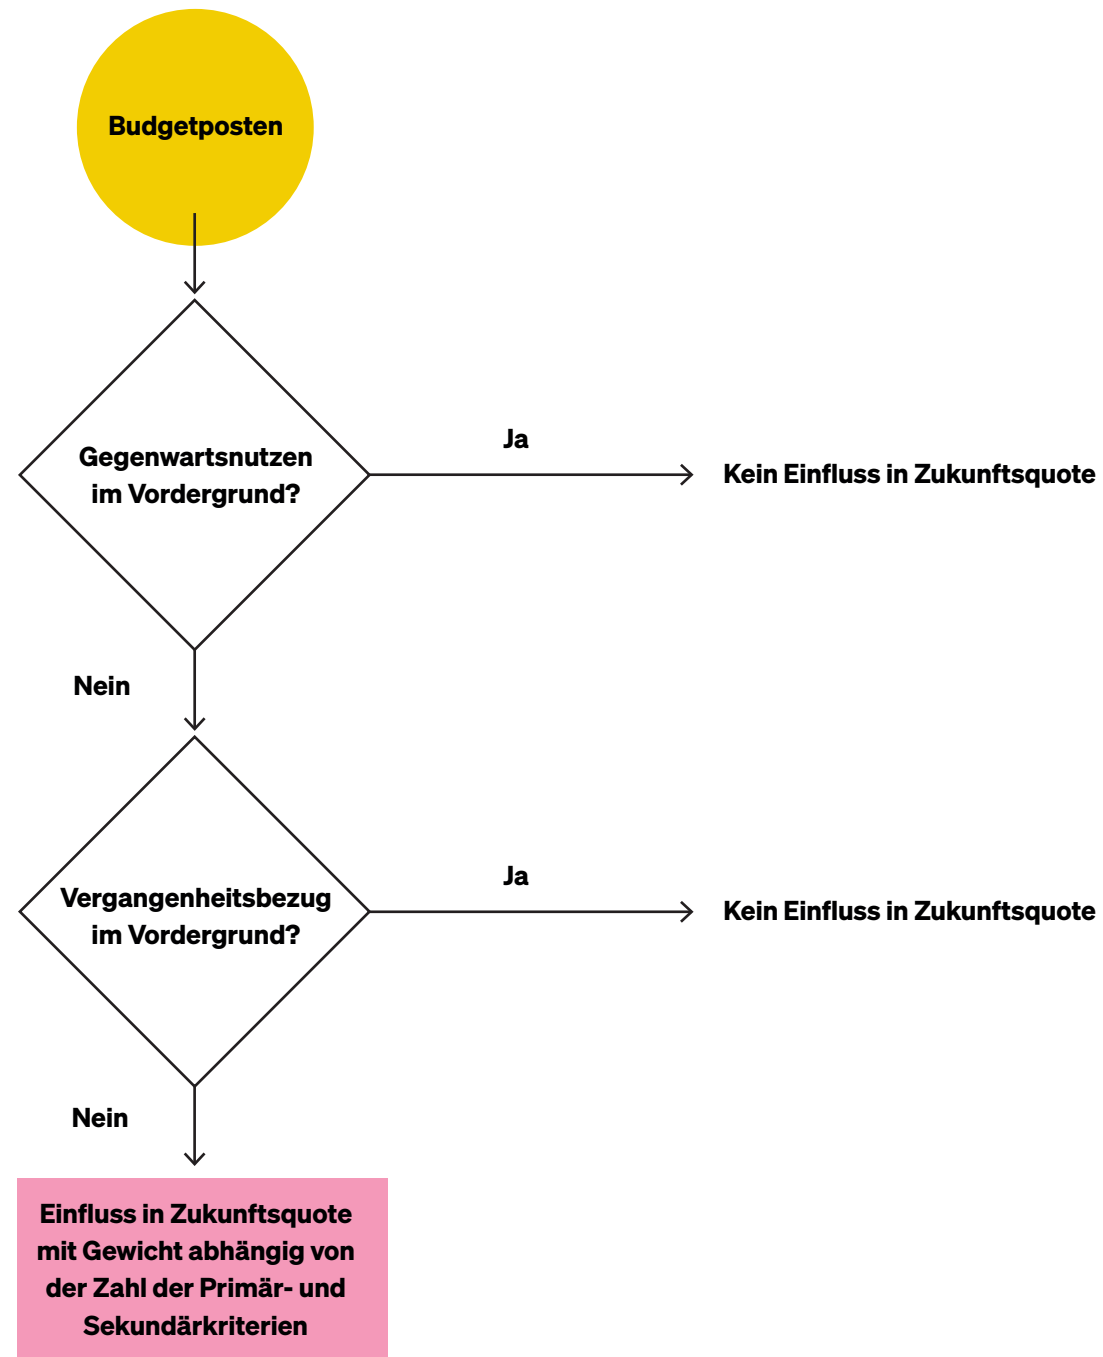 Budgetposten
Gegenwartsnutzen
im Vordergrund?
Ja
Kein Einfluss in Zukunftsquote
Nein
Vergangenheitsbezug
im Vordergrund?
Ja
Kein Einfluss in Zukunftsquote
Nein
Einfluss in Zukunftsquote
mit Gewicht abhängig von
der Zahl der Primär- und
Sekundärkriterien